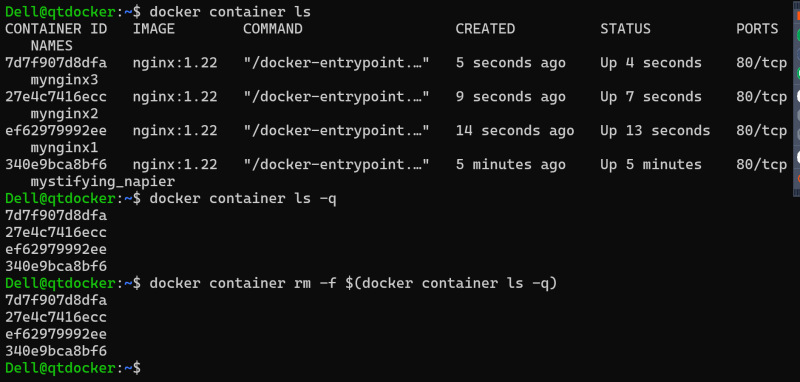 Dell@qtdocker:~$ docker container ls
CONTAINER ID   IMAGE        COMMAND                  CREATED          STATUS          PORTS
   NAMES
7d7f907d8dfa   nginx:1.22   "/docker-entrypoint.…"   5 seconds ago    Up 4 seconds    80/tcp
   mynginx3
27e4c7416ecc   nginx:1.22   "/docker-entrypoint.…"   9 seconds ago    Up 7 seconds    80/tcp
   mynginx2
ef62979992ee   nginx:1.22   "/docker-entrypoint.…"   14 seconds ago   Up 13 seconds   80/tcp
   mynginx1
340e9bca8bf6   nginx:1.22   "/docker-entrypoint.…"   5 minutes ago    Up 5 minutes    80/tcp
   mystifying_napier
Dell@qtdocker:~$ docker container ls -q
7d7f907d8dfa
27e4c7416ecc
ef62979992ee
340e9bca8bf6
Dell@qtdocker:~$ docker container rm -f $(docker container ls -q)
7d7f907d8dfa
27e4c7416ecc
ef62979992ee
340e9bca8bf6
Dell@qtdocker:~$